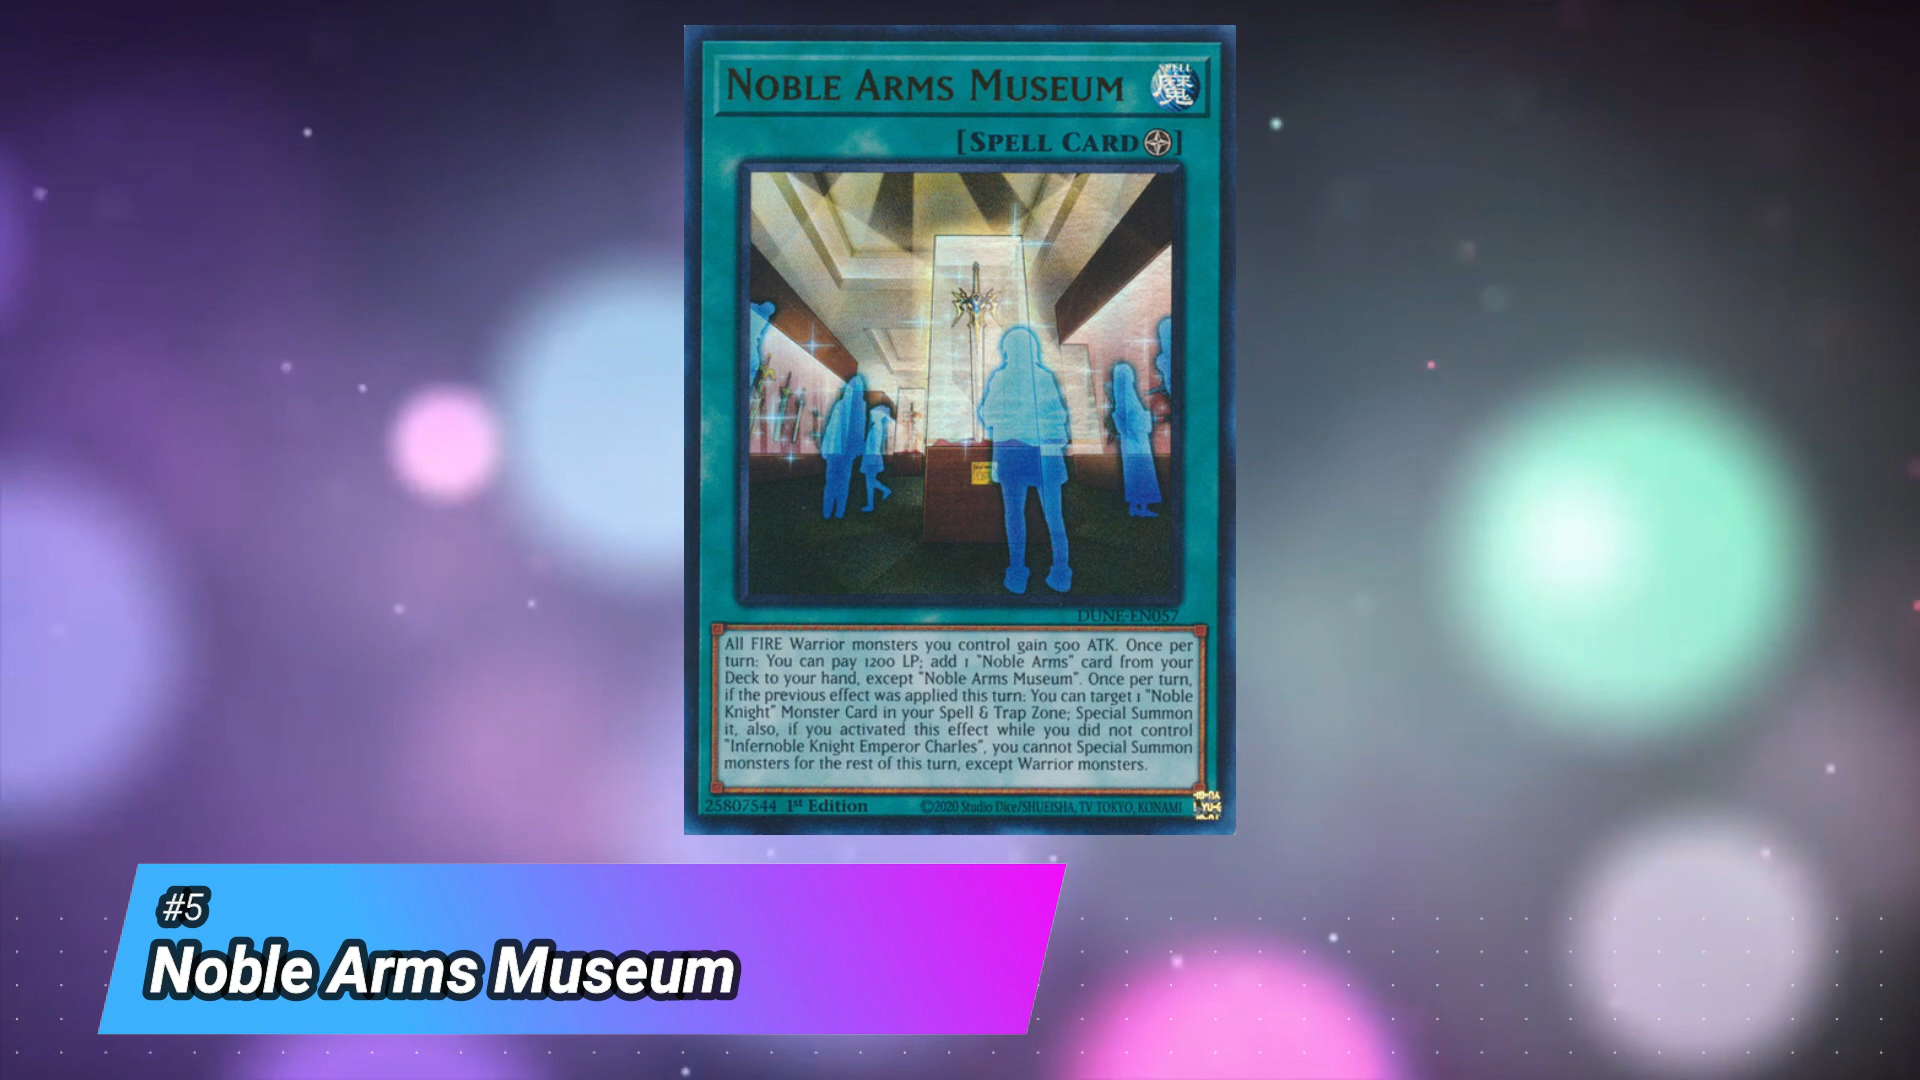 NOBLE ARMS MUSEUM
SPELL
魔
[SPELL CARD]
DUNE-EN057
All FIRE Warrior monsters you control gain 500 ATK. Once per
turn: You can pay 1200 LP; add 1 "Noble Arms" card from your
Deck to your hand, except "Noble Arms Museum". Once per turn,
if the previous effect was applied this turn: You can target 1 "Noble
Knight" Monster Card in your Spell & Trap Zone; Special Summon
it, also, if you activated this effect while you did not control
"Infernoble Knight Emperor Charles", you cannot Special Summon
monsters for the rest of this turn, except Warrior monsters.
25807544 1st Edition ©2020 Studio Dice/SHUEISHA, TV TOKYO, KONAMI
#5
Noble Arms Museum